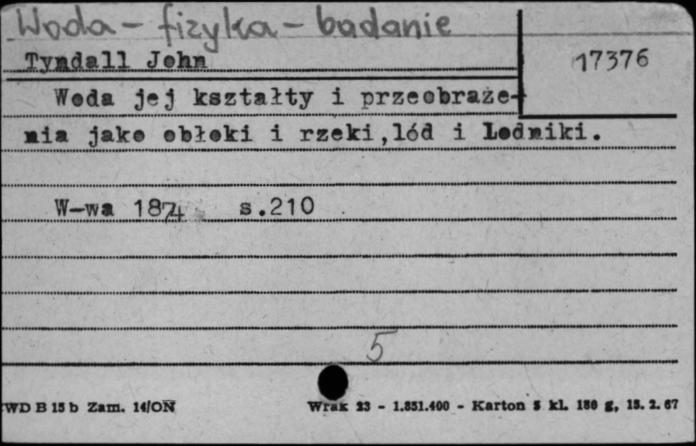 Woda - fizyka - badanie
Tyndall John
17376
Woda jej kształty i przeobraże-
nia jako obłoki i rzeki,lód i Lodniki.
W-wa 1874 s.210
5
WD B 15 b Zam. 14/ON Wrak 23 - 1.851.400 - Karton 5 kl. 180 g, 15. 2. 67